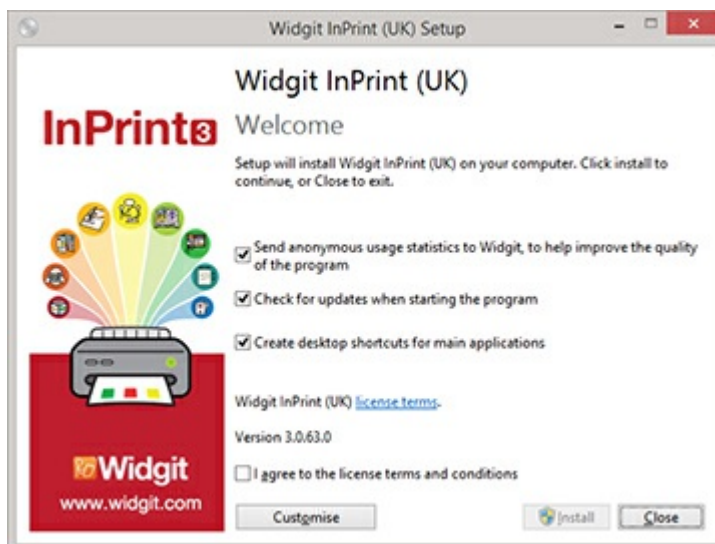 Widgit InPrint (UK) Setup
Widgit InPrint (UK)
InPrint3
Welcome
Setup will install Widgit InPrint (UK) on your computer. Click install to
continue, or Close to exit.
Send anonymous usage statistics to Widgit, to help improve the quality
of the program
Check for updates when starting the program
Create desktop shortcuts for main applications
Widgit InPrint (UK) license terms.
Version 3.0.63.0
I agree to the license terms and conditions
Widgit
www.widgit.com
Customise
Install
Close